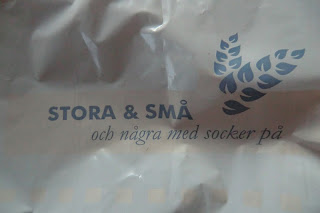 STORA & SMÅ
och några med socker på